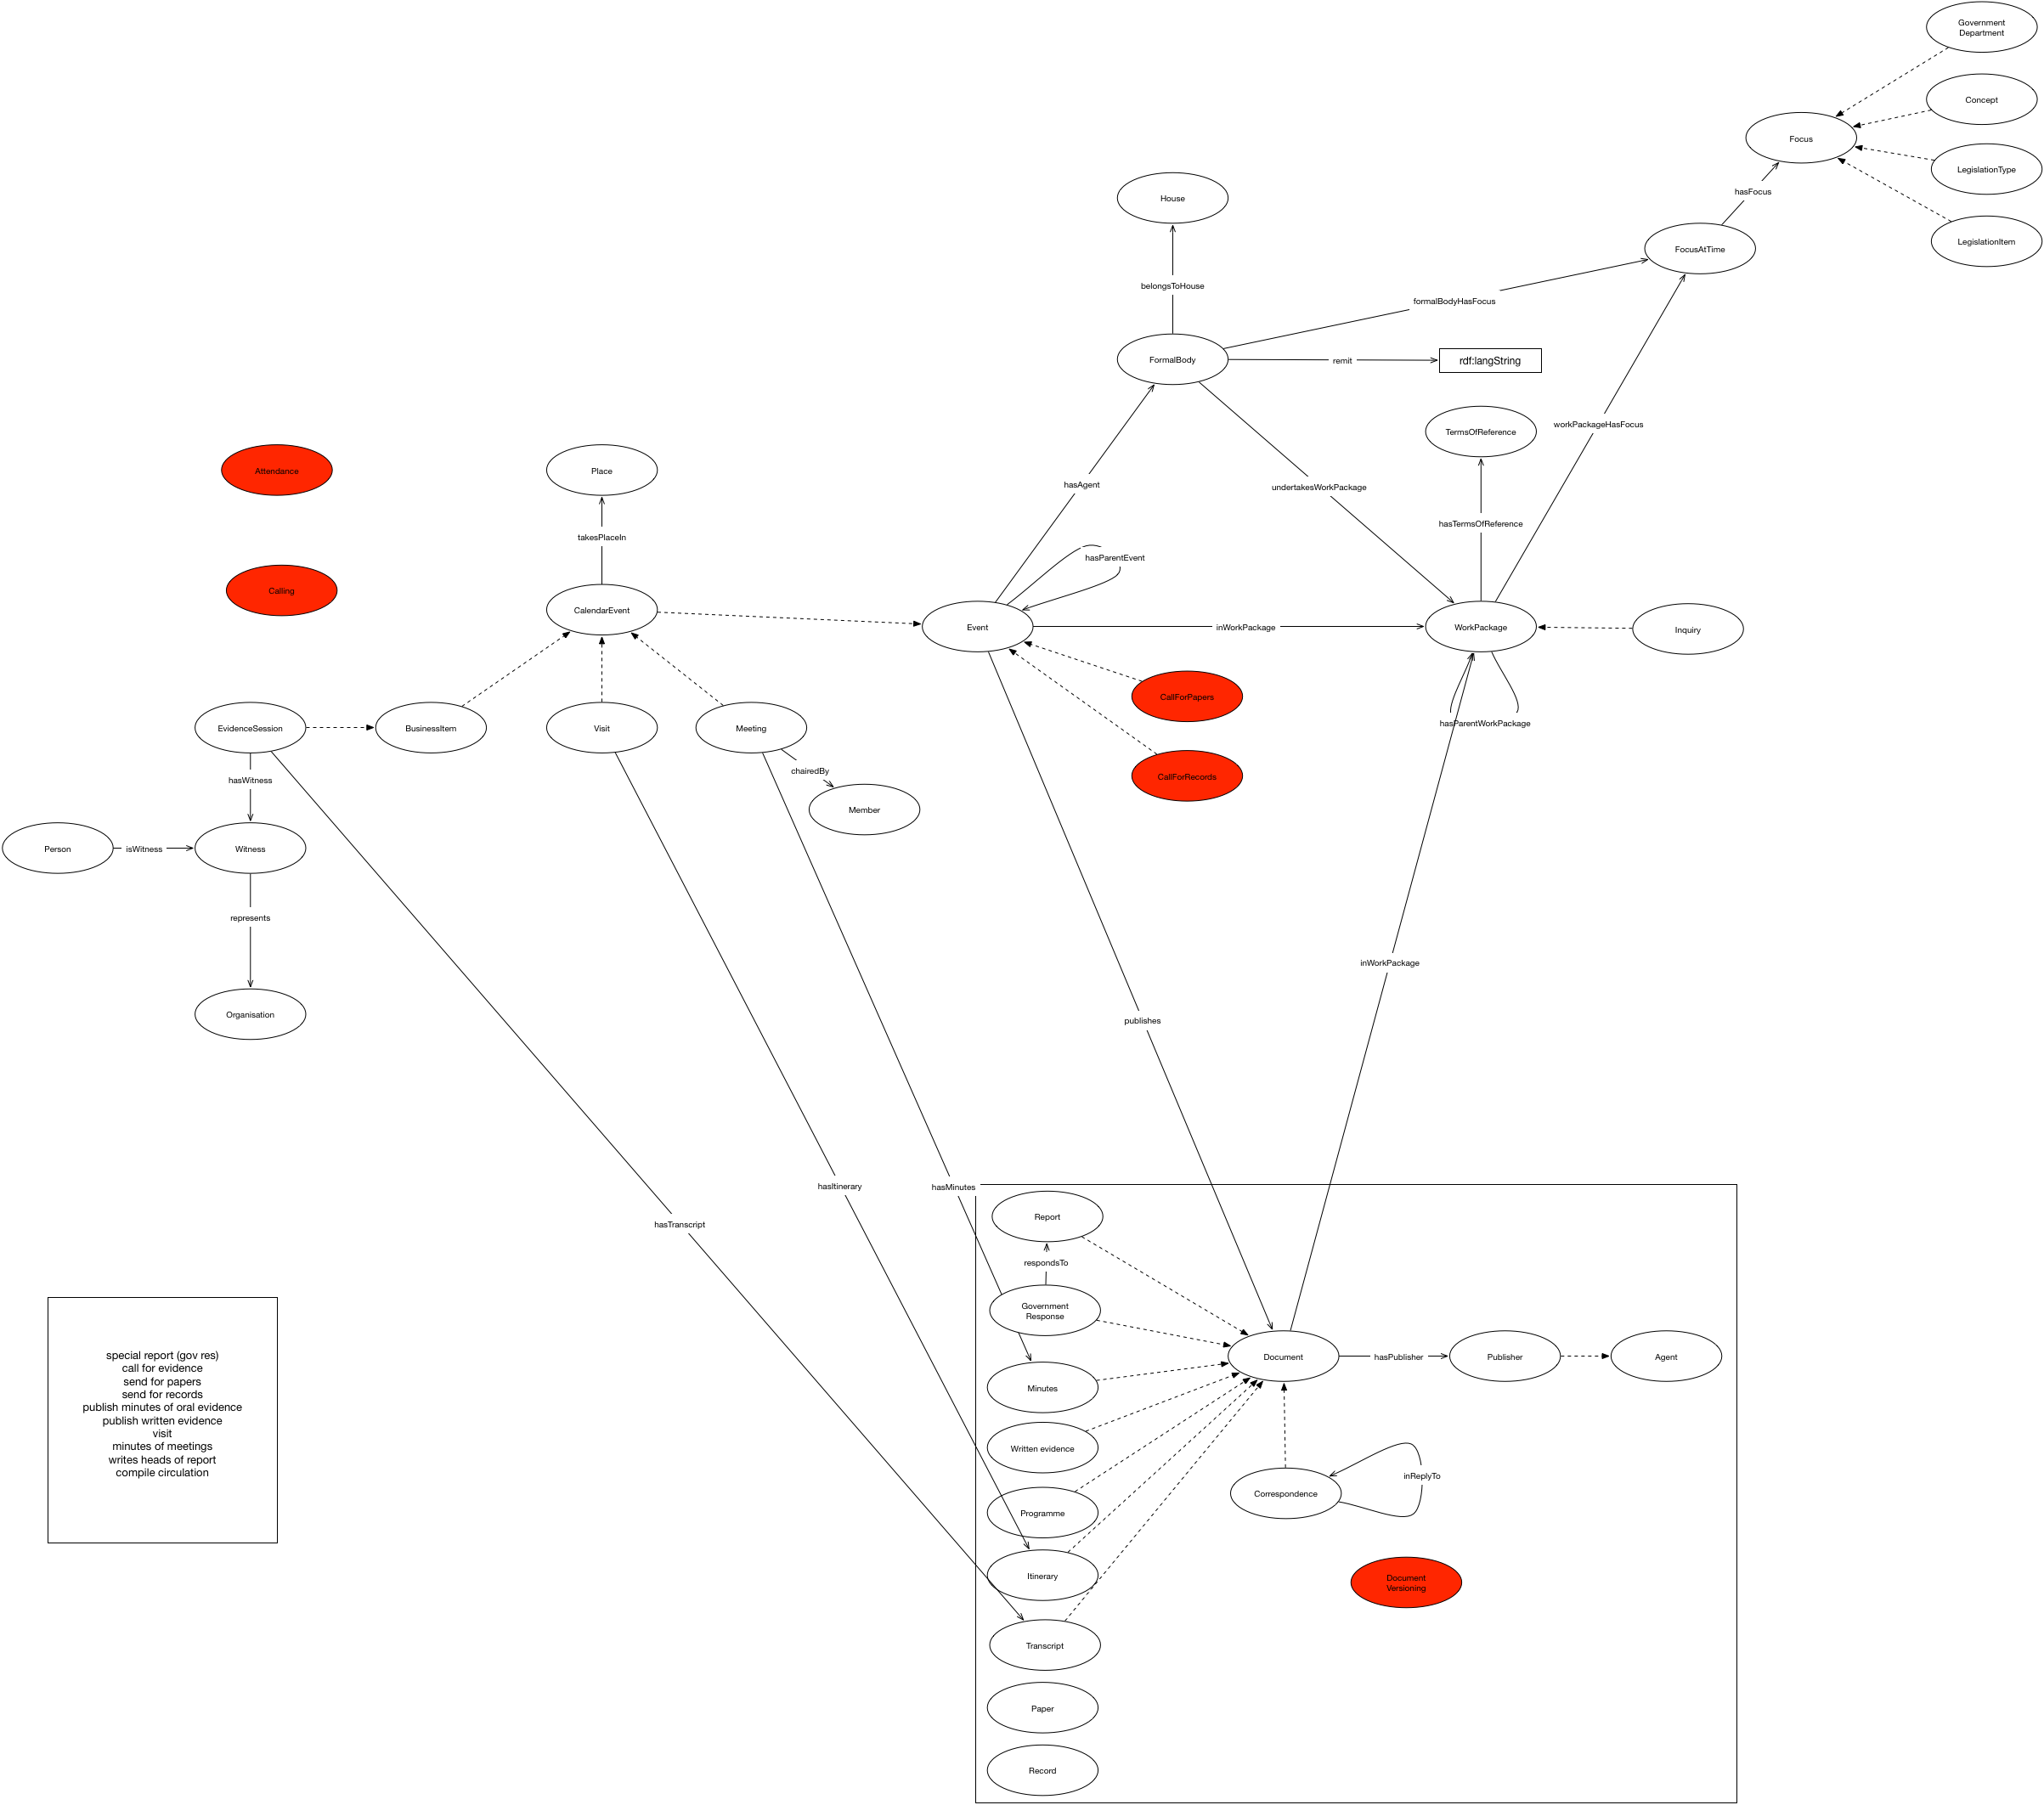 Government
Department
Concept
Focus
LegislationType
hasFocus
House
LegislationItem
FocusAtTime
belongsToHouse
formalBodyHasFocus
FormalBody
remit
rdf:langString
workPackageHasFocus
TermsOfReference
Attendance
Place
hasAgent
undertakesWorkPackage
hasTermsOfReference
takesPlaceIn
hasParentEvent
Calling
CalendarEvent
Event
inWorkPackage
WorkPackage
Inquiry
CallForPapers
EvidenceSession
BusinessItem
Visit
Meeting
hasParentWorkPackage
chairedBy
CallForRecords
hasWitness
Member
Person
isWitness
Witness
represents
inWorkPackage
Organisation
publishes
hasItinerary
hasMinutes
Report
hasTranscript
respondsTo
Government
Response
Document
hasPublisher
Publisher
Agent
special report (gov res)
call for evidence
send for papers
send for records
publish minutes of oral evidence
publish written evidence
visit
minutes of meetings
writes heads of report
compile circulation
Minutes
Written evidence
inReplyTo
Correspondence
Programme
Itinerary
Document
Versioning
Transcript
Paper
Record